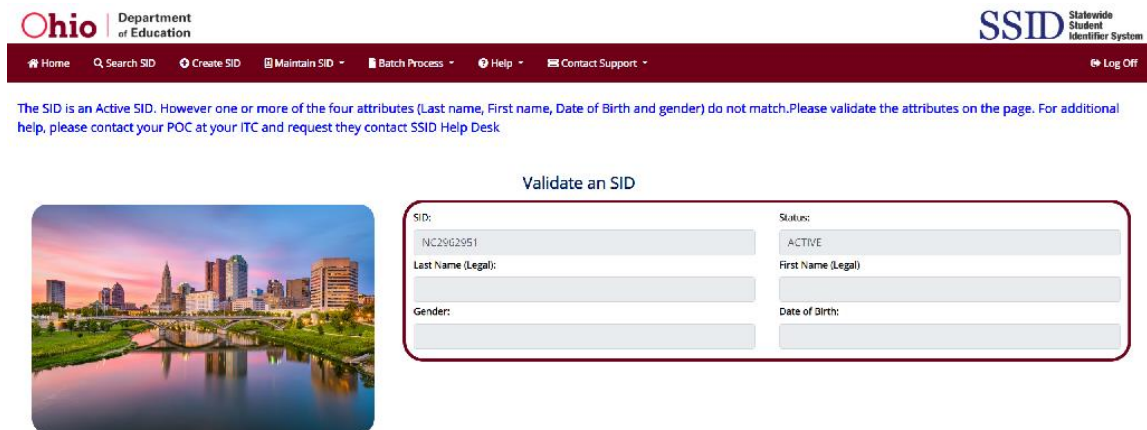 Ohio
Department
of Education
SSID
Statewide
Student
Identifier System
Home Search SID Create SID Maintain SID Batch Process Help Contact Support Log Off
The SID is an Active SID. However one or more of the four attributes (Last name, First name, Date of Birth and gender) do not match.Please validate the attributes on the page. For additional
help, please contact your POC at your ITC and request they contact SSID Help Desk
Validate an SID
SID: Status:
NC2962951 ACTIVE
Last Name (Legal): First Name (Legal)
Gender: Date of Birth: